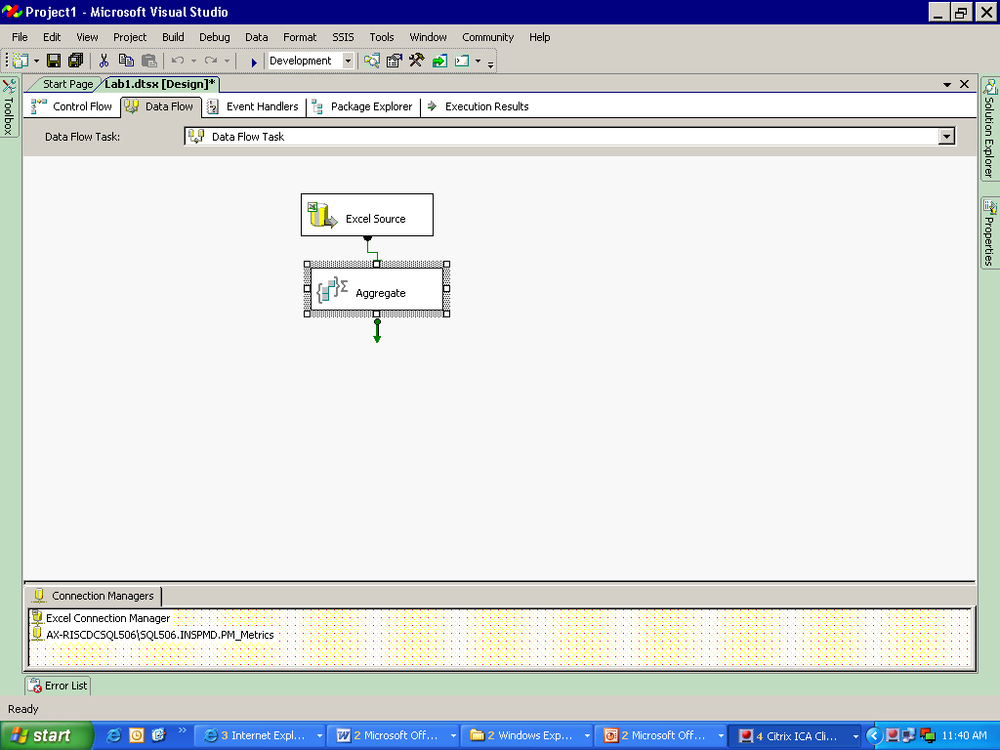 Project1 - Microsoft Visual Studio
File Edit View Project Build Debug Data Format SSIS Tools Window Community Help
Development
Start Page Lab1.dtsx [Design]*
Control Flow Data Flow Event Handlers Package Explorer Execution Results
Data Flow Task: Data Flow Task
Toolbox
Solution Explorer
Properties
Excel Source
Aggregate
Connection Managers
Excel Connection Manager
AX-RISCDCSQL506\SQL506.INSPMD.PM_Metrics
Error List
Ready
start 3 Internet Expl... 2 Microsoft Off... 2 Windows Exp... 2 Microsoft Off... 4 Citrix ICA Cli... 11:40 AM